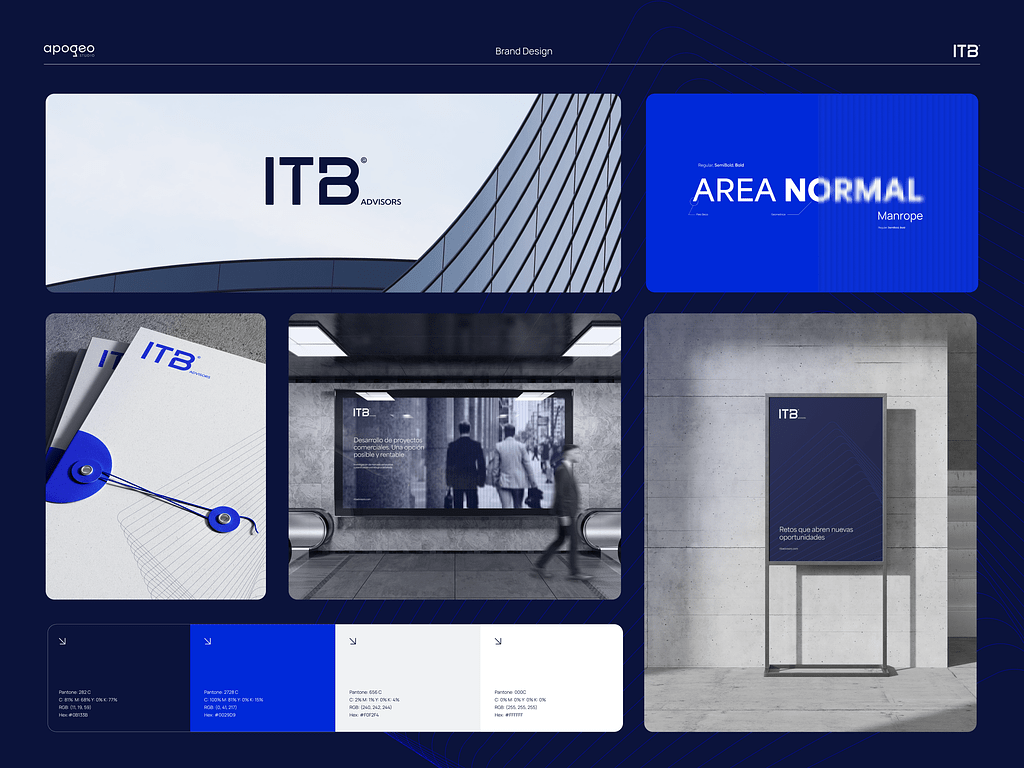 apogeo
STUDIO
Brand Design
ITB
ITB©
ADVISORS
Regular, SemiBold, Bold
AREA NORMAL
Manrope
Regular SemiBold, Bold
ITB©
ADVISORS
ITB
Desarrollo de proyectos
comerciales. Una opción
posible y rentable.
ITB
Retos que abren nuevas
oportunidades
Pantone: 282 C
C: 81% M: 68% Y: 0% K: 77%
RGB: (11, 19, 59)
Hex: #0B133B
Pantone: 2728 C
C: 100% M: 81% Y: 0% K: 15%
RGB: (0, 41, 217)
Hex: #0029D9
Pantone: 656 C
C: 2% M: 1% Y: 0% K: 4%
RGB: (240, 242, 244)
Hex: #F0F2F4
Pantone: 000C
C: 0% M: 0% Y: 0% K: 0%
RGB: (255, 255, 255)
Hex: #FFFFFF